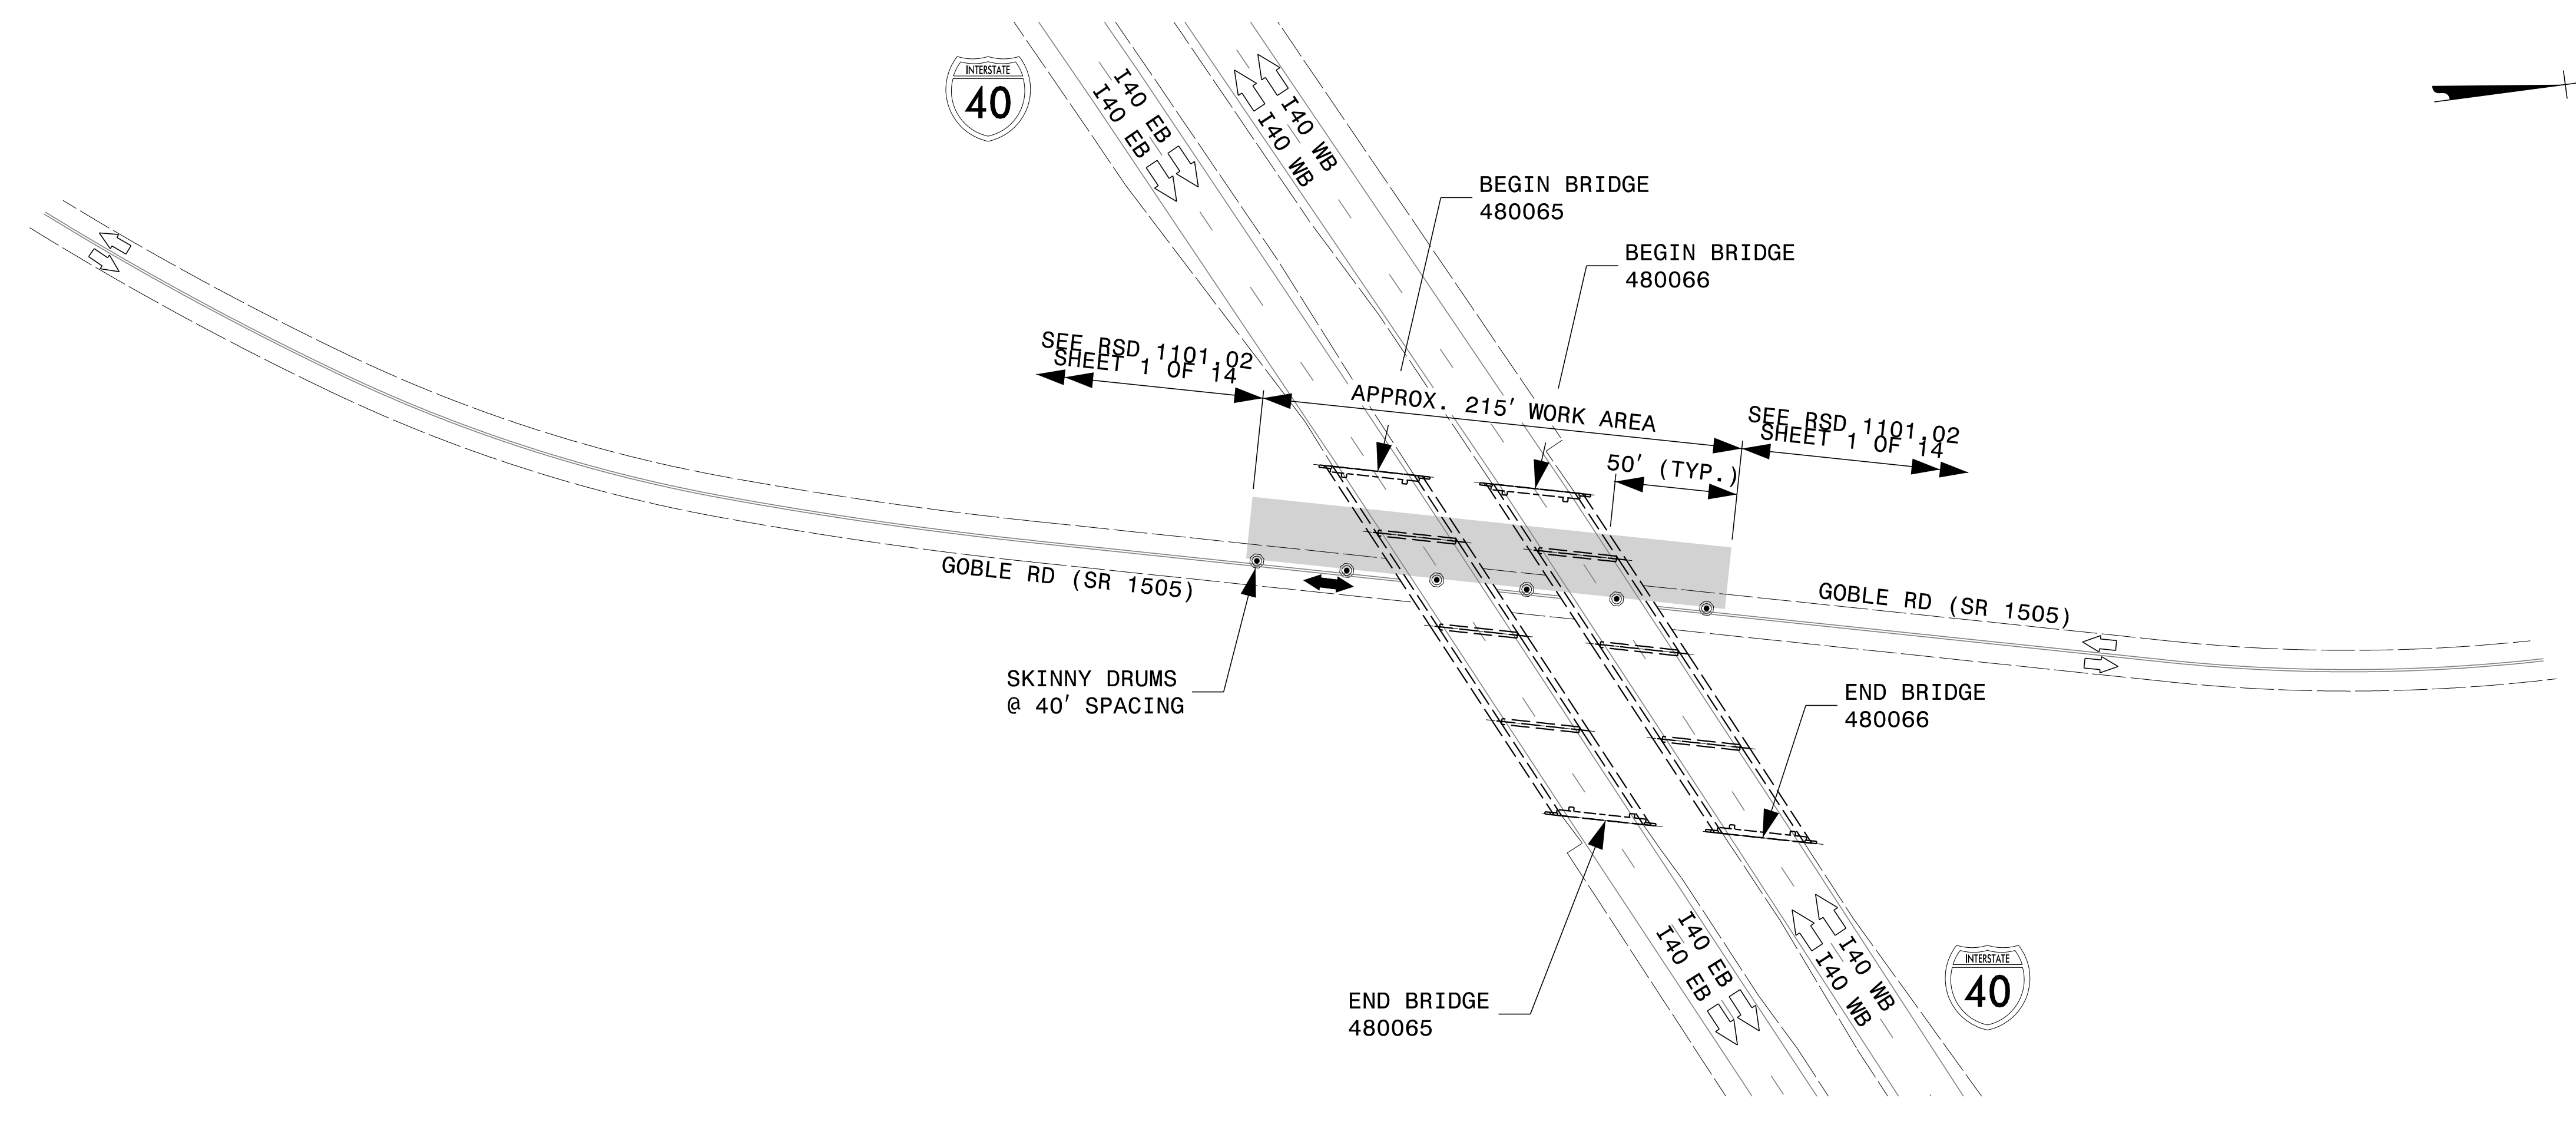 INTERSTATE
40
I40 EB
I40 EB
I40 WB
I40 WB
BEGIN BRIDGE
480065
BEGIN BRIDGE
480066
SEE RSD 1101.02
SHEET 1 OF 14
APPROX. 215' WORK AREA
SEE RSD 1101.02
SHEET 1 OF 14
50' (TYP.)
GOBLE RD (SR 1505)
GOBLE RD (SR 1505)
SKINNY DRUMS
@ 40' SPACING
END BRIDGE
480066
END BRIDGE
480065
I40 EB
I40 EB
I40 WB
I40 WB
INTERSTATE
40